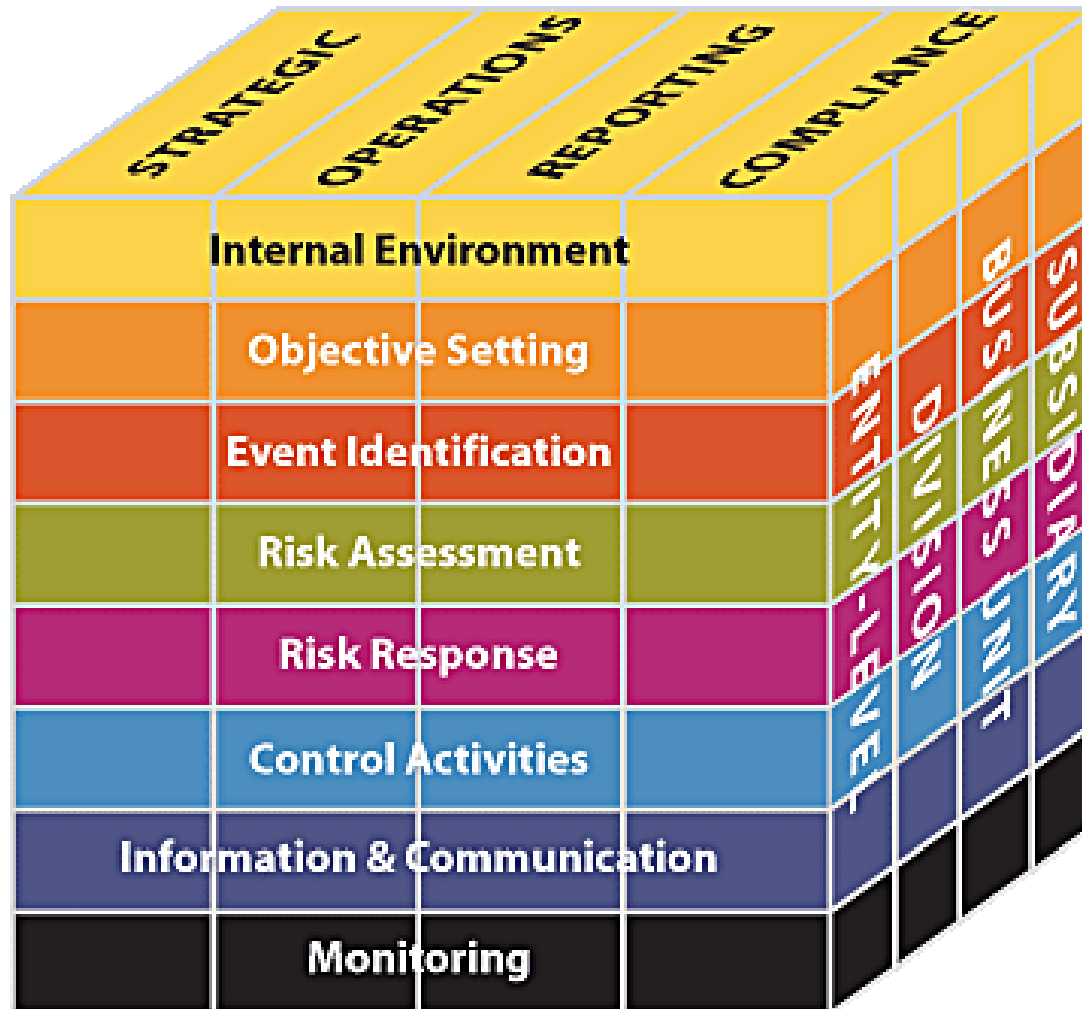 STRATEGIC
OPERATIONS
REPORTING
COMPLIANCE
Internal Environment
Objective Setting
Event Identification
Risk Assessment
Risk Response
Control Activities
Information & Communication
Monitoring
ENTITY-LEVEL
DIVISION
BUSINESS UNIT
SUBSIDIARY